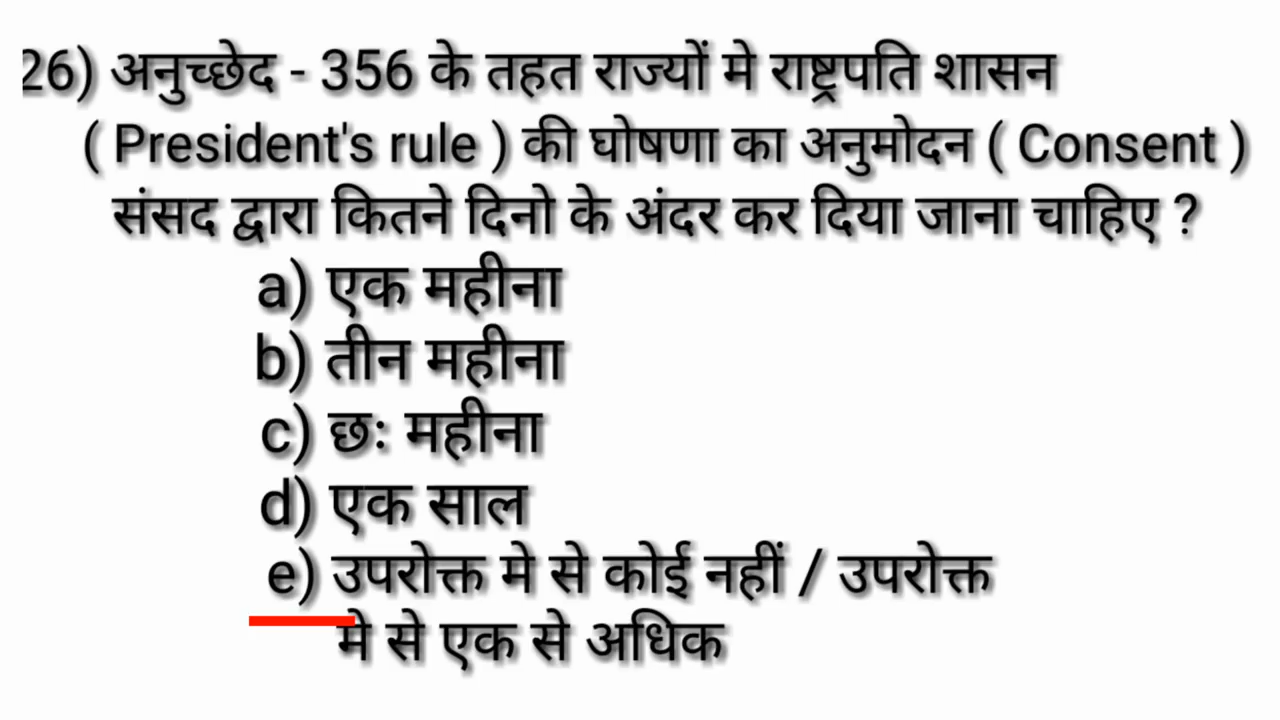 26) अनुच्छेद - 356 के तहत राज्यों मे राष्ट्रपति शासन
( President's rule ) की घोषणा का अनुमोदन ( Consent )
संसद द्वारा कितने दिनो के अंदर कर दिया जाना चाहिए ?
a) एक महीना
b) तीन महीना
c) छः महीना
d) एक साल
e) उपरोक्त मे से कोई नहीं / उपरोक्त
मे से एक से अधिक